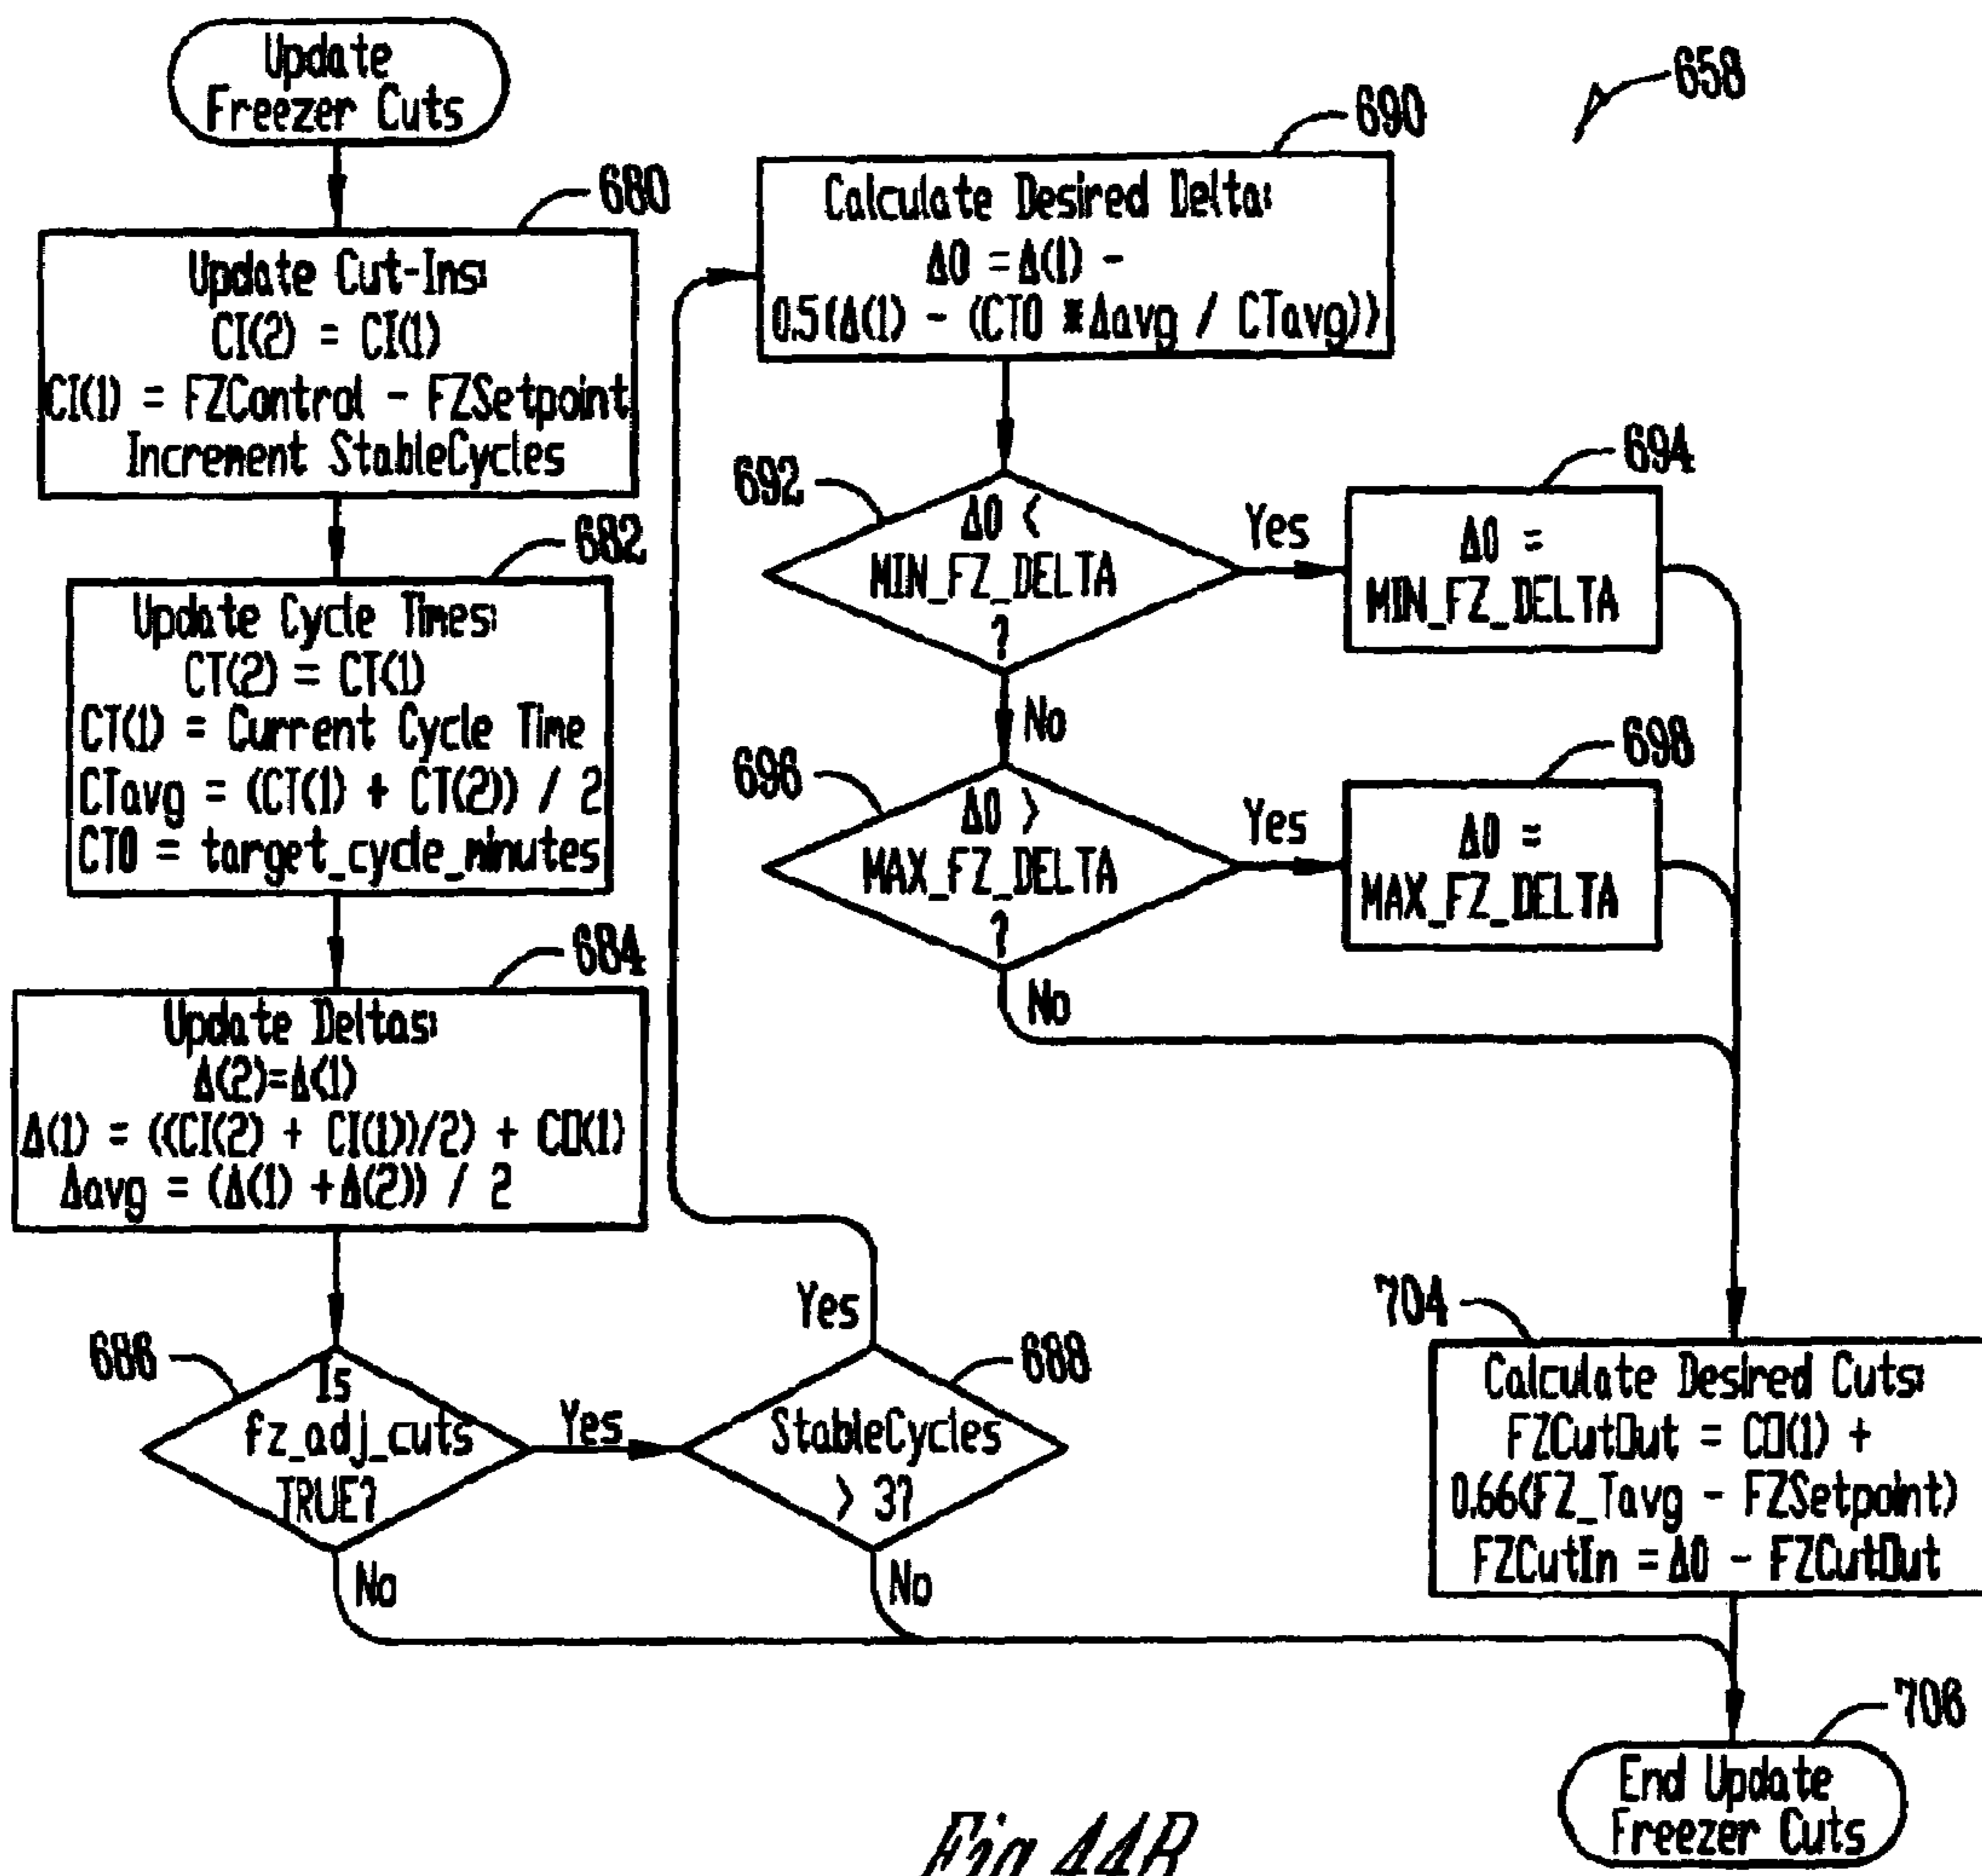 Update
Freezer Cuts
658
680
Update Cut-Ins:
CI(2) = CI(1)
CI(1) = FZControl - FZSetpoint
Increment StableCycles
682
Update Cycle Times:
CT(2) = CT(1)
CT(1) = Current Cycle Time
CTavg = (CT(1) + CT(2)) / 2
CT0 = target_cycle_minutes
684
Update Deltas:
Δ(2)=Δ(1)
Δ(1) = ((CI(2) + CI(1))/2) + CO(1)
Δavg = (Δ(1) +Δ(2)) / 2
686
Is
fz_adj_cuts
TRUE?
Yes
No
688
StableCycles
> 3?
Yes
No
690
Calculate Desired Delta:
Δ0 = Δ(1) -
0.5(Δ(1) - (CT0 * Δavg / CTavg))
692
Δ0 <
MIN_FZ_DELTA
?
Yes
No
694
Δ0 =
MIN_FZ_DELTA
696
Δ0 >
MAX_FZ_DELTA
?
Yes
No
698
Δ0 =
MAX_FZ_DELTA
704
Calculate Desired Cuts:
FZCutOut = CO(1) +
0.66(FZ_Tavg - FZSetpoint)
FZCutIn = Δ0 - FZCutOut
706
End Update
Freezer Cuts
Fig. 44B